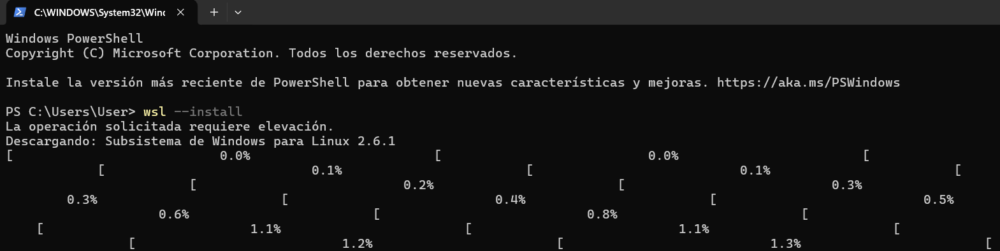 C:\WINDOWS\System32\Wind
Windows PowerShell
Copyright (C) Microsoft Corporation. Todos los derechos reservados.
Instale la versión más reciente de PowerShell para obtener nuevas características y mejoras. https://aka.ms/PSWindows
PS C:\Users\User> wsl --install
La operación solicitada requiere elevación.
Descargando: Subsistema de Windows para Linux 2.6.1
[ 0.0% [ 0.0% [
[ 0.1% [ 0.1% [
[ 0.2% [ 0.3%
0.3% [ 0.4% [ 0.5%
0.6% [ 0.8% [
[ 1.1% [ 1.1% [
[ 1.2% [ 1.3% [